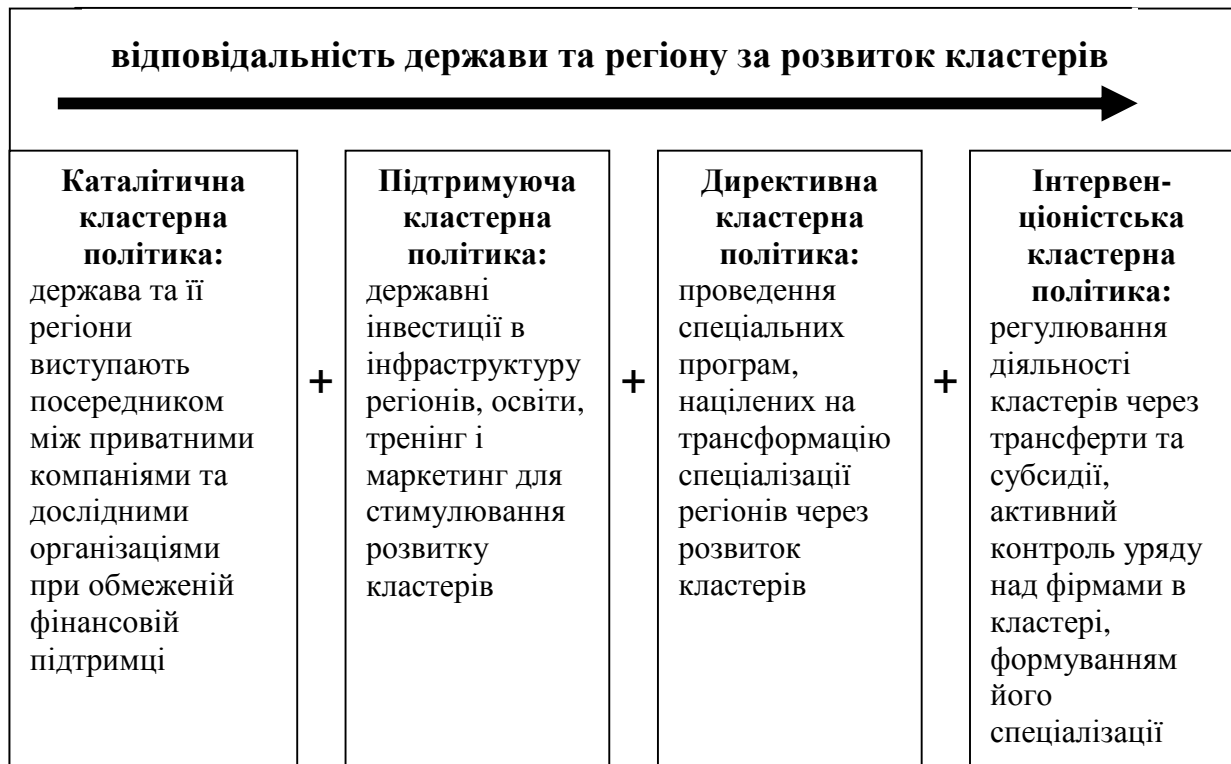 відповідальність держави та регіону за розвиток кластерів
Каталітична
кластерна
політика:
держава та її
регіони
виступають
посередником
між приватними
компаніями та
дослідними
організаціями
при обмеженій
фінансовій
підтримці
+
Підтримуюча
кластерна
політика:
державні
інвестиції в
інфраструктуру
регіонів, освіти,
тренінг і
маркетинг для
стимулювання
розвитку
кластерів
+
Директивна
кластерна
політика:
проведення
спеціальних
програм,
націлених на
трансформацію
спеціалізації
регіонів через
розвиток
кластерів
+
Інтервен-
ціоністська
кластерна
політика:
регулювання
діяльності
кластерів через
трансферти та
субсидії,
активний
контроль уряду
над фірмами в
кластері,
формуванням
його
спеціалізації